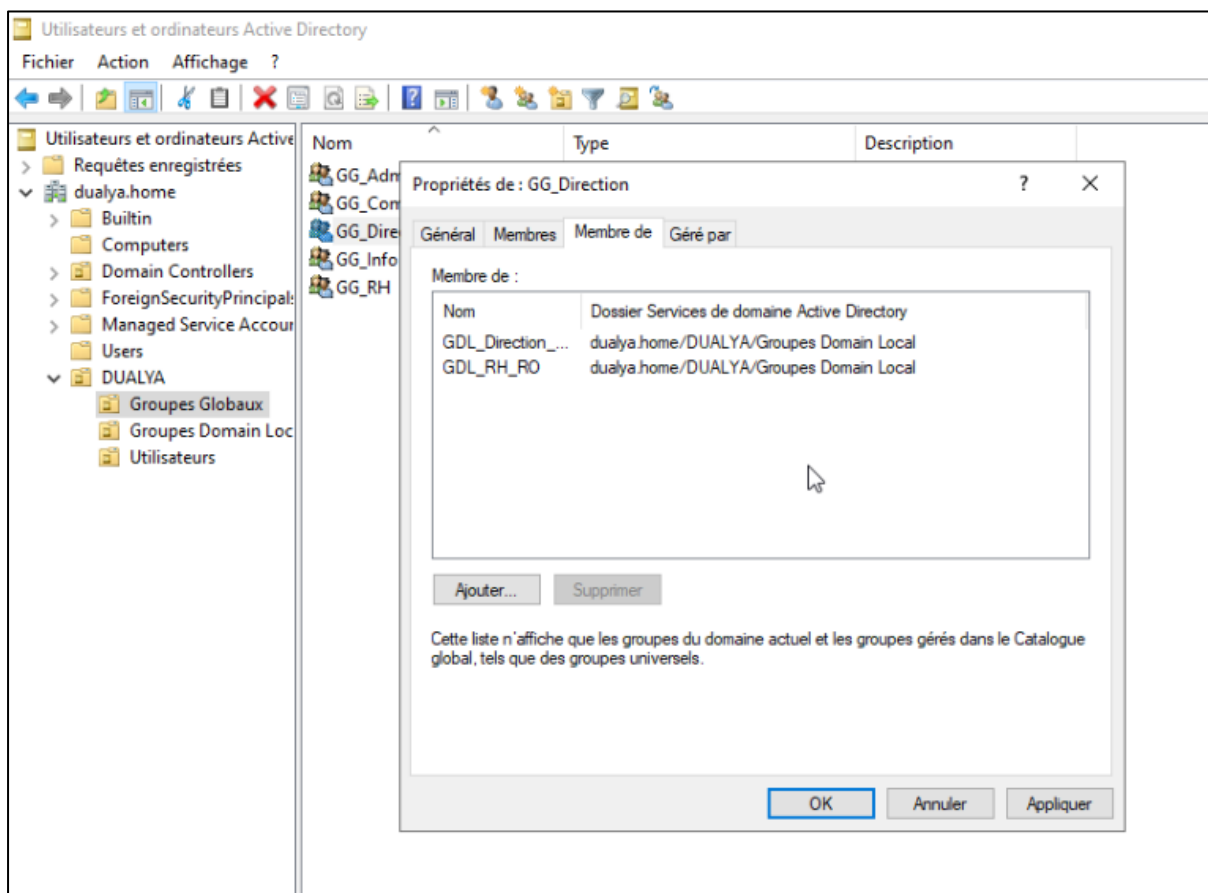 Utilisateurs et ordinateurs Active Directory
Fichier Action Affichage ?
Utilisateurs et ordinateurs Active
Requêtes enregistrées
dualya.home
Builtin
Computers
Domain Controllers
ForeignSecurityPrincipal
Managed Service Accour
Users
DUALYA
Groupes Globaux
Groupes Domain Loc
Utilisateurs
Nom Type Description
GG_Adm
GG_Com
GG_Dire
GG_Info
GG_RH
Propriétés de : GG_Direction ?
Général Membres Membre de Géré par
Membre de :
Nom Dossier Services de domaine Active Directory
GDL_Direction_... dualya.home/DUALYA/Groupes Domain Local
GDL_RH_RO dualya.home/DUALYA/Groupes Domain Local
Ajouter... Supprimer
Cette liste n'affiche que les groupes du domaine actuel et les groupes gérés dans le Catalogue
global, tels que des groupes universels.
OK Annuler Appliquer